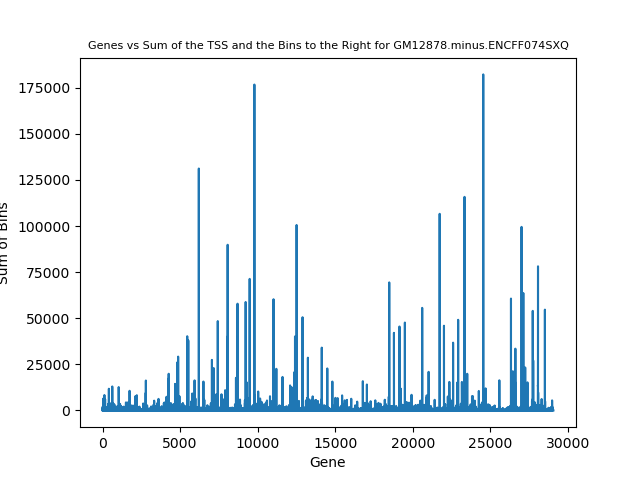 Genes vs Sum of the TSS and the Bins to the Right for GM12878.minus.ENCFF074SXQ
175000
150000
125000
100000
75000
50000
25000
0
Sum of Bins
0 5000 10000 15000 20000 25000 30000
Gene